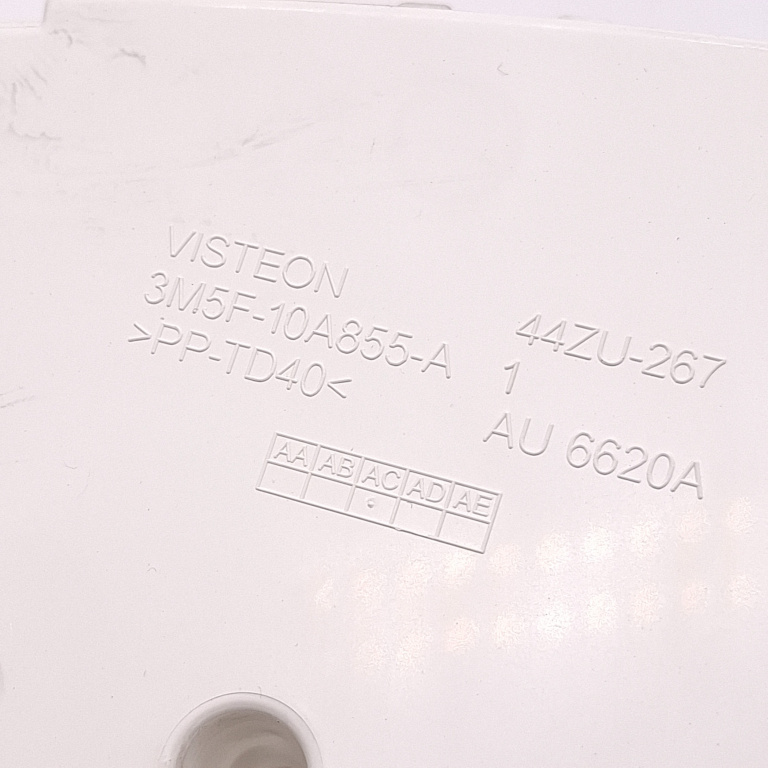 VISTEON
3M5F-10A855-A
>PP-TD40<
44ZU-267
1
AU 6620A
AA AB AC AD AE